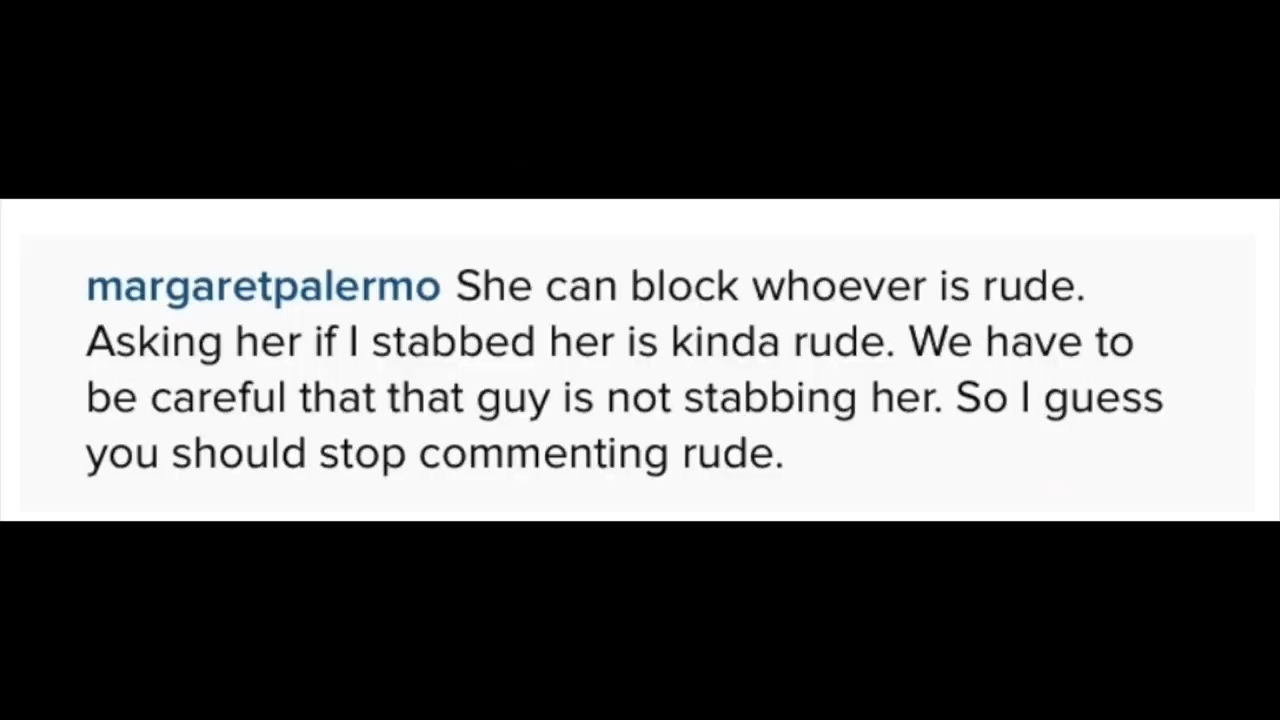 margaretpalermo She can block whoever is rude.
Asking her if I stabbed her is kinda rude. We have to
be careful that that guy is not stabbing her. So I guess
you should stop commenting rude.